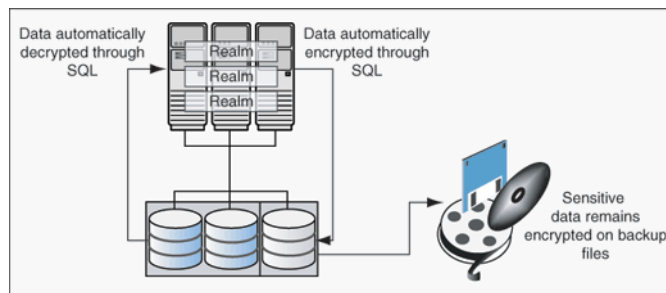 Data automatically
decrypted through
SQL
Realm
Realm
Realm
Data automatically
encrypted through
SQL
Sensitive
data remains
encrypted on backup
files